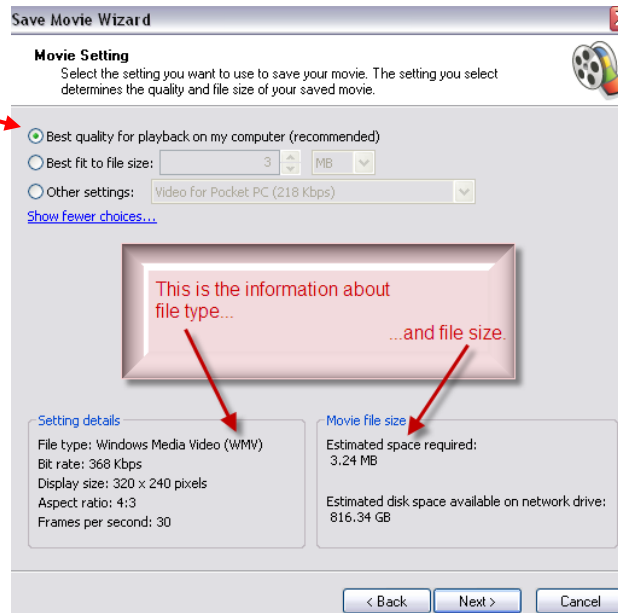 Save Movie Wizard
Movie Setting
Select the setting you want to use to save your movie. The setting you select
determines the quality and file size of your saved movie.
Best quality for playback on my computer (recommended)
Best fit to file size: 3 MB
Other settings: Video for Pocket PC (218 Kbps)
Show fewer choices...
This is the information about
file type...
...and file size.
Setting details
File type: Windows Media Video (WMV)
Bit rate: 368 Kbps
Display size: 320 x 240 pixels
Aspect ratio: 4:3
Frames per second: 30
Movie file size
Estimated space required:
3.24 MB
Estimated disk space available on network drive:
816.34 GB
< Back Next > Cancel